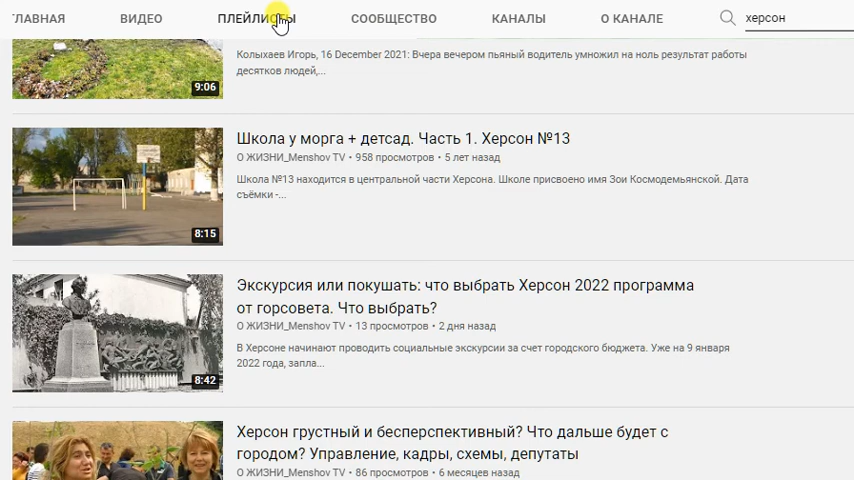 ГЛАВНАЯ ВИДЕО ПЛЕЙЛИСТЫ СООБЩЕСТВО КАНАЛЫ О КАНАЛЕ херсон
Колыхаев Игорь, 16 December 2021: Вчера вечером пьяный водитель умножил на ноль результат работы
десятков людей,...
9:06
Школа у морга + детсад. Часть 1. Херсон №13
О ЖИЗНИ_Menshov TV • 958 просмотров • 5 лет назад
Школа №13 находится в центральной части Херсона. Школе присвоено имя Зои Космодемьянской. Дата
съёмки -...
8:15
Экскурсия или покушать: что выбрать Херсон 2022 программа
от горсовета. Что выбрать?
О ЖИЗНИ_Menshov TV • 13 просмотров • 2 дня назад
В Херсоне начинают проводить социальные экскурсии за счет городского бюджета. Уже на 9 января
2022 года, запла...
8:42
Херсон грустный и бесперспективный? Что дальше будет с
городом? Управление, кадры, схемы, депутаты
О ЖИЗНИ_Menshov TV • 86 просмотров • 6 месяцев назад